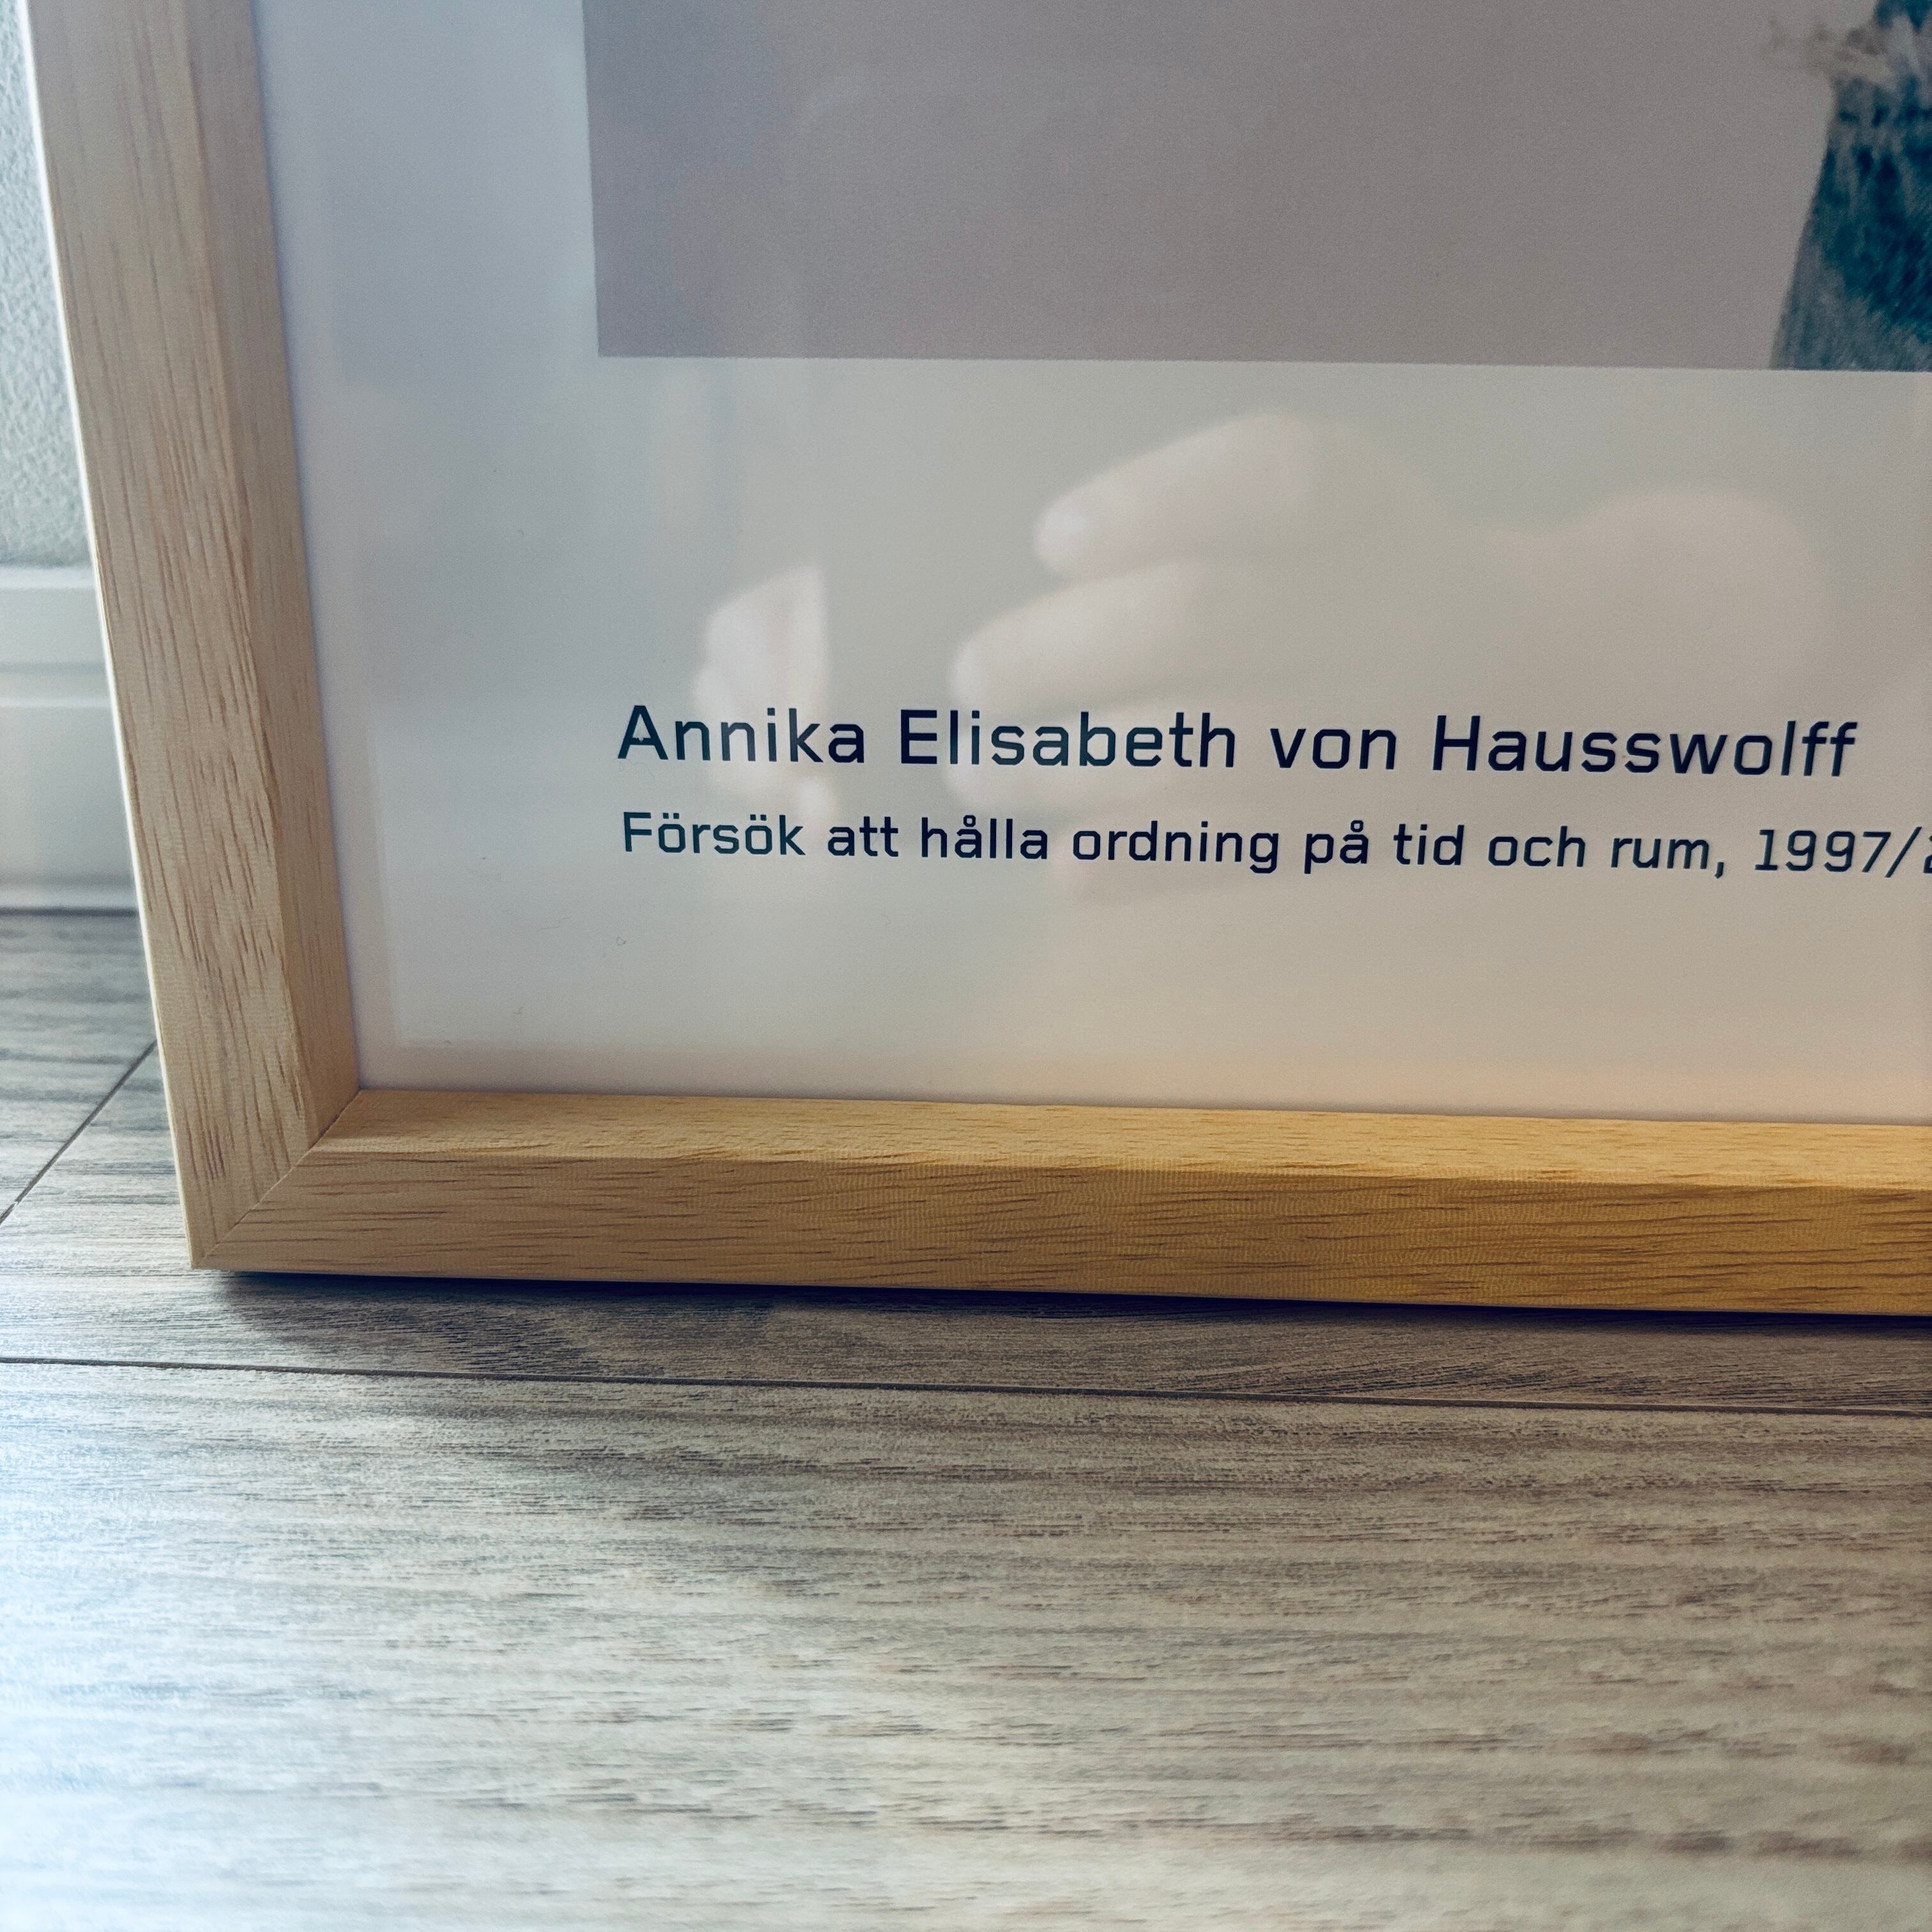 Annika Elisabeth von Hausswolff
Försök att hålla ordning på tid och rum, 1997/